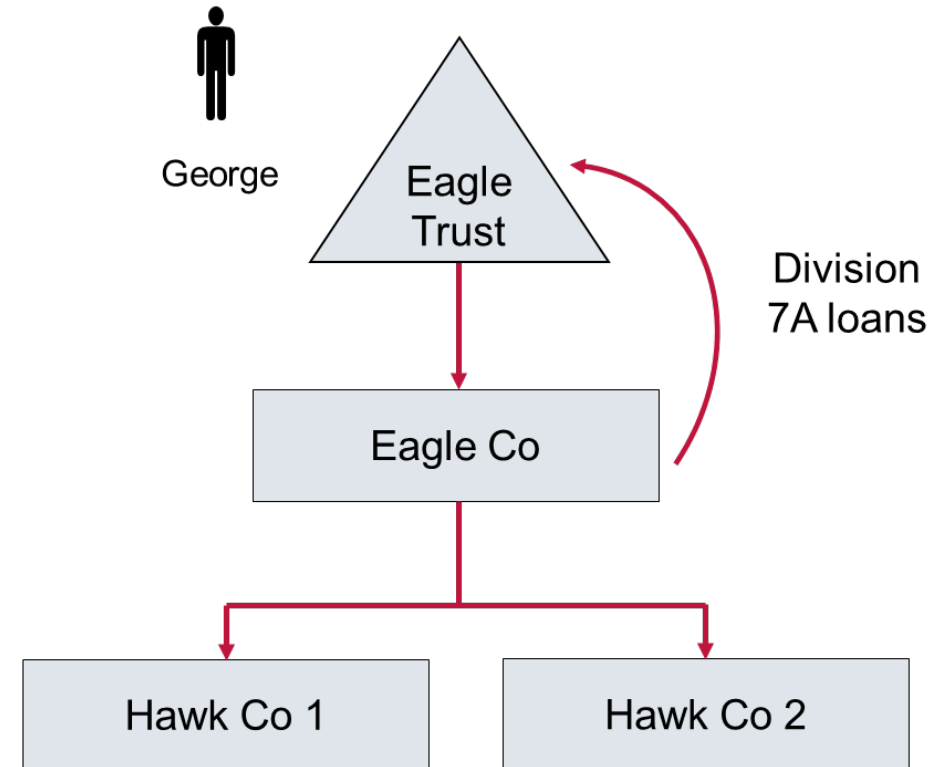 George
Eagle
Trust
Division
7A loans
Eagle Co
Hawk Co 1
Hawk Co 2